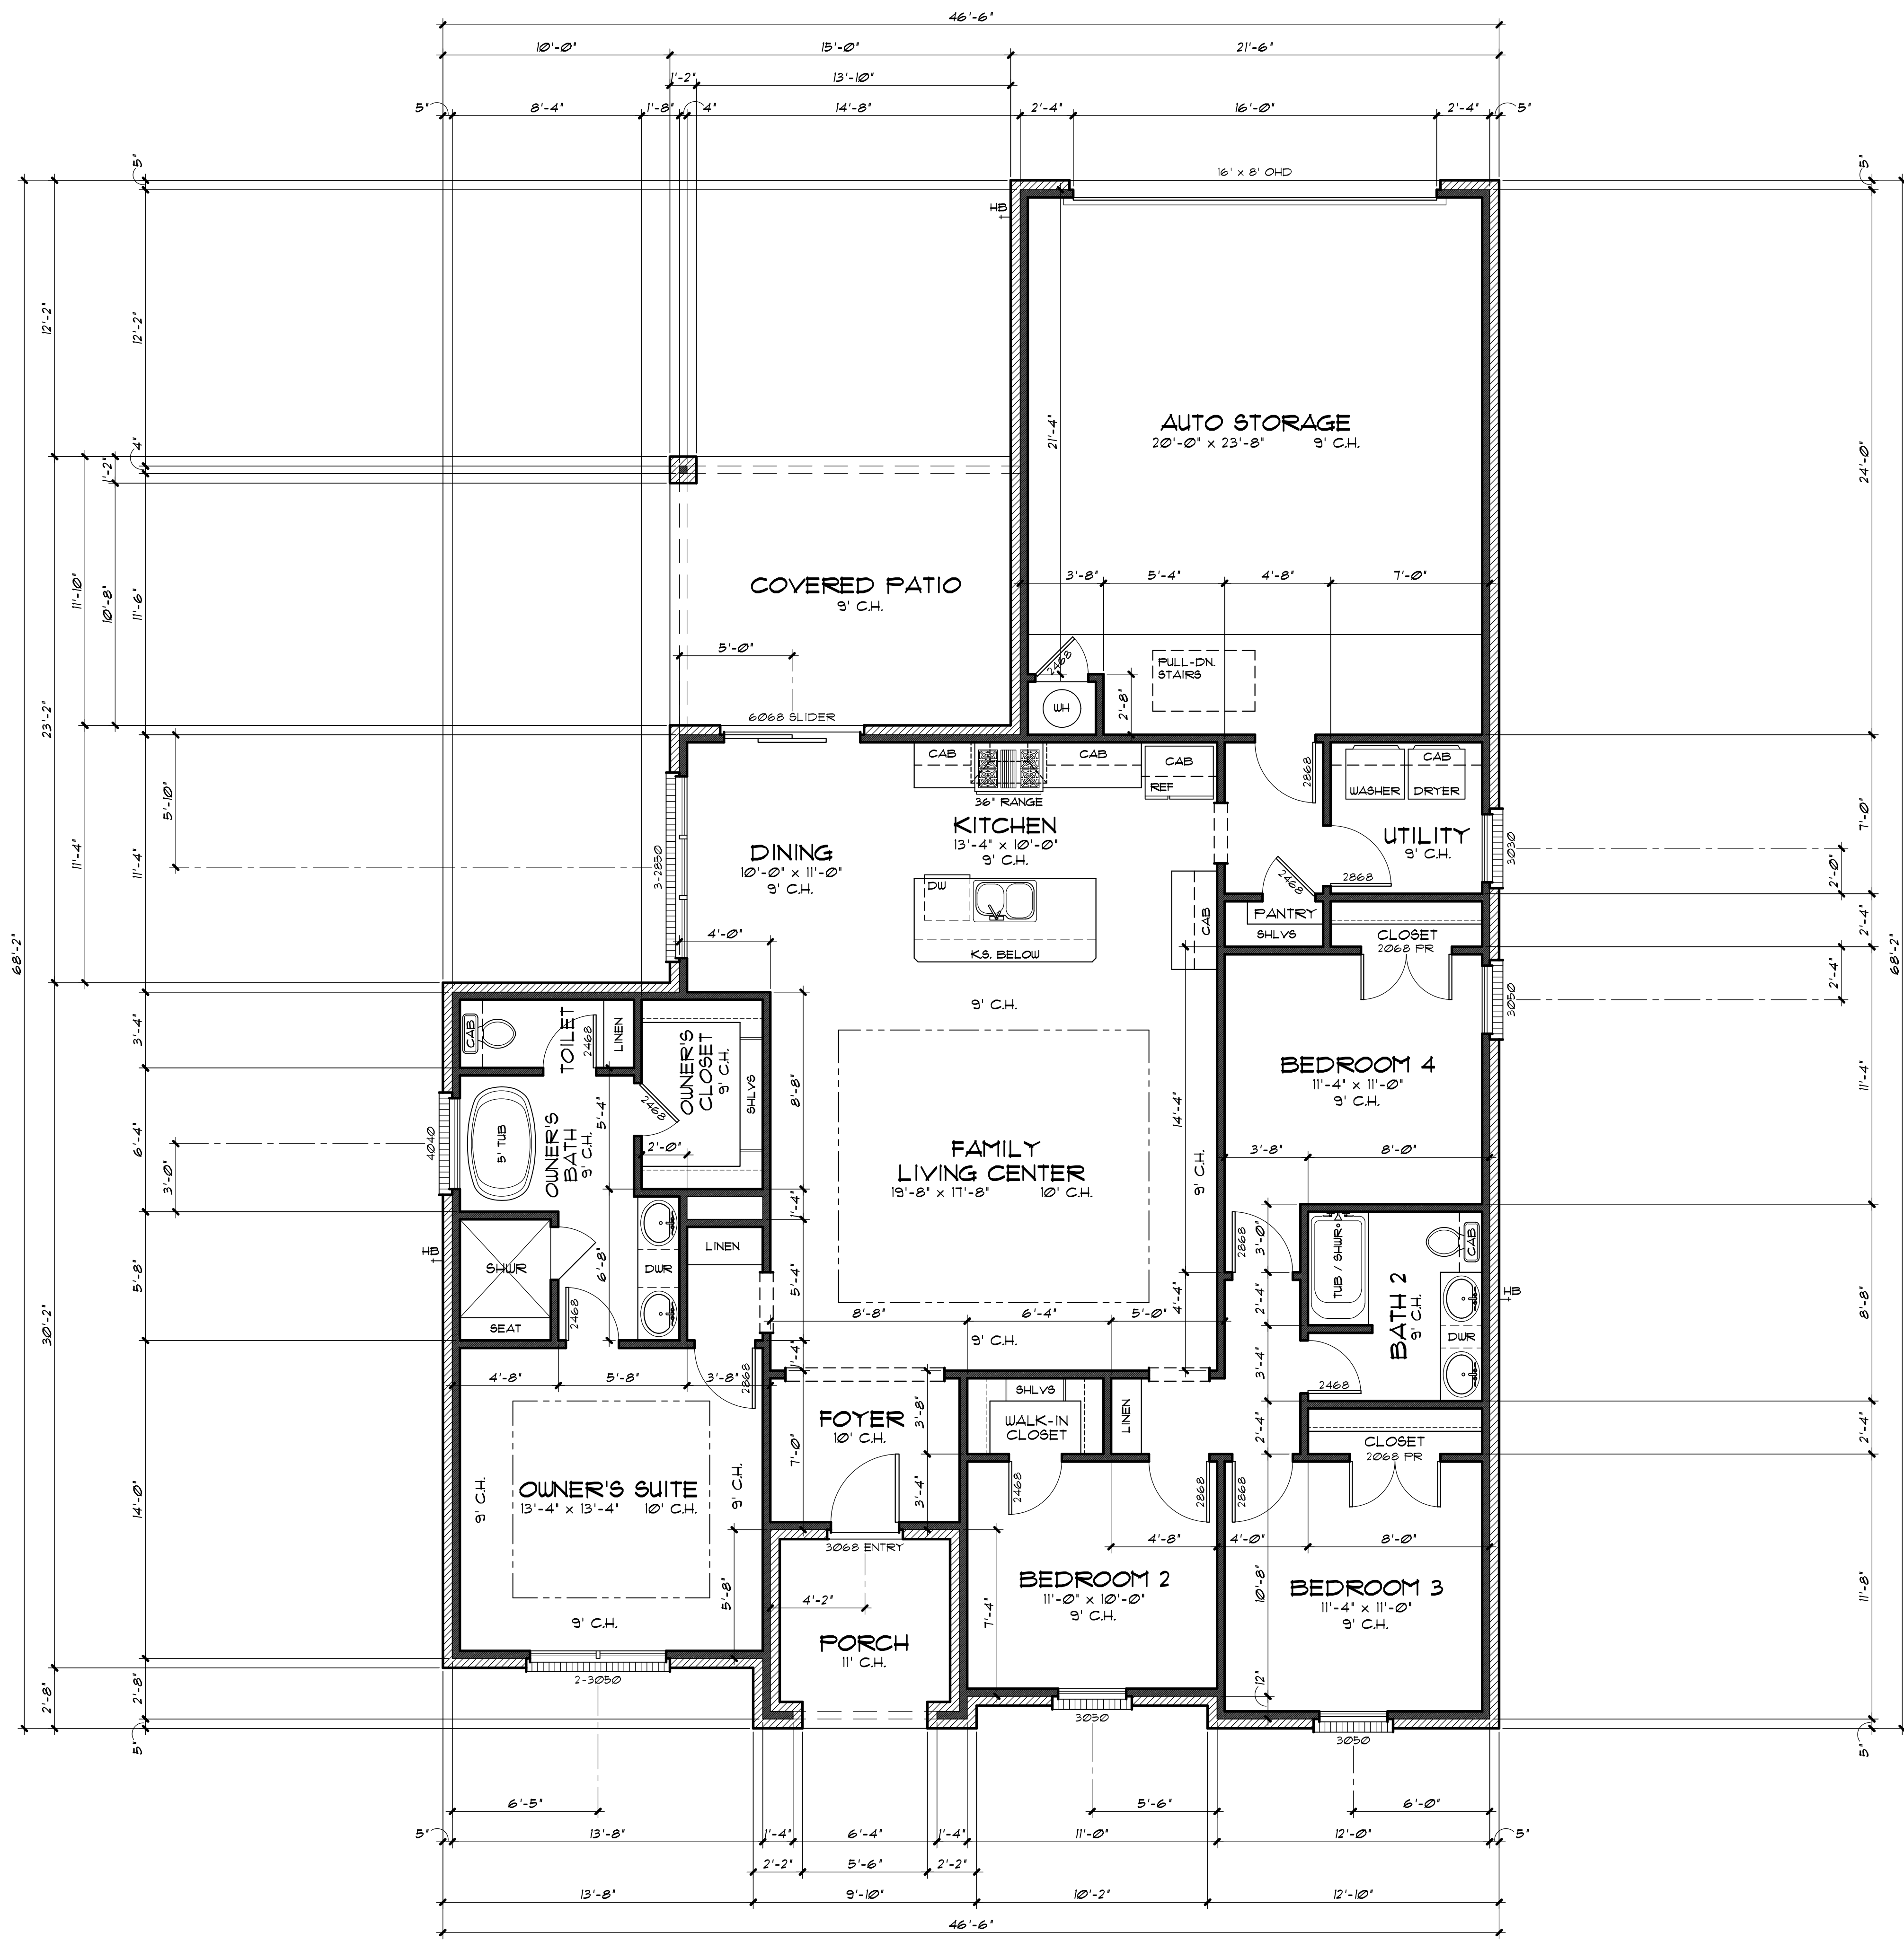 46'-6"
10'-0" 15'-0" 21'-6"
1'-2" 13'-10"
5" 8'-4" 1'-8" 4" 14'-8" 2'-4" 16'-0" 2'-4" 5"
5" 5"
16' x 8' OHD
HB
12'-2" 12'-2"
21'-4"
AUTO STORAGE
20'-0" x 23'-8" 9' C.H.
24'-0"
4" 1'-2"
11'-10" 10'-8" 11'-6"
COVERED PATIO
9' C.H.
3'-8" 5'-4" 4'-8" 7'-0"
5'-0"
2468
PULL-DN.
STAIRS
WH
2'-8"
6068 SLIDER
23'-2"
CAB CAB CAB
REF
36" RANGE
2868
CAB
WASHER DRYER
5'-10"
KITCHEN
13'-4" x 10'-0"
9' C.H.
UTILITY
9' C.H.
3030
7'-0"
2'-0"
11'-4" 11'-4"
3-2850
DINING
10'-0" x 11'-0"
9' C.H.
2868
2468
DW
CAB
PANTRY
SHLVS
CLOSET
2068 PR
2'-4"
4'-0"
K.S. BELOW
68'-2" 68'-2"
2'-4"
3050
9' C.H.
3'-4"
CAB
TOILET
2468
LINEN
OWNER'S
CLOSET
9' C.H.
SHLVS
8'-8"
BEDROOM 4
11'-4" x 11'-0"
9' C.H.
11'-4"
2468
5'-4"
14'-4"
6'-4"
3'-0"
4040
5' TUB
OWNER'S
BATH
9' C.H.
2'-0"
FAMILY
LIVING CENTER
19'-8" x 17'-8" 10' C.H.
9' C.H.
3'-8" 8'-0"
1'-4"
HB
SHWR
SEAT
2468
6'-8"
DWR
LINEN
5'-4"
5'-8"
2868
3'-0"
TUB / SHWR
CAB
BATH 2
9' C.H.
DWR
HB
8'-8"
2'-4"
4'-4"
8'-8" 6'-4" 5'-0"
9' C.H.
30'-2"
1'-4"
4'-8" 5'-8" 3'-8"
2868
3'-4"
2468
SHLVS
WALK-IN
CLOSET
LINEN
3'-8"
FOYER
10' C.H.
7'-0"
2'-4"
CLOSET
2068 PR
2'-4"
14'-0"
9' C.H.
OWNER'S SUITE
13'-4" x 13'-4" 10' C.H.
9' C.H.
3'-4"
2468
2868
2868
3068 ENTRY
4'-8" 4'-0" 8'-0"
5'-8"
4'-2"
7'-4"
BEDROOM 2
11'-0" x 10'-0"
9' C.H.
10'-8"
BEDROOM 3
11'-4" x 11'-0"
9' C.H.
11'-8"
9' C.H.
PORCH
11' C.H.
2-3050
12"
3050
3050
2'-8" 2'-8"
5" 5"
6'-5" 5'-6" 6'-0"
5" 13'-8" 1'-4" 6'-4" 1'-4" 11'-0" 12'-0" 5"
2'-2" 5'-6" 2'-2"
13'-8" 9'-10" 10'-2" 12'-10"
46'-6"